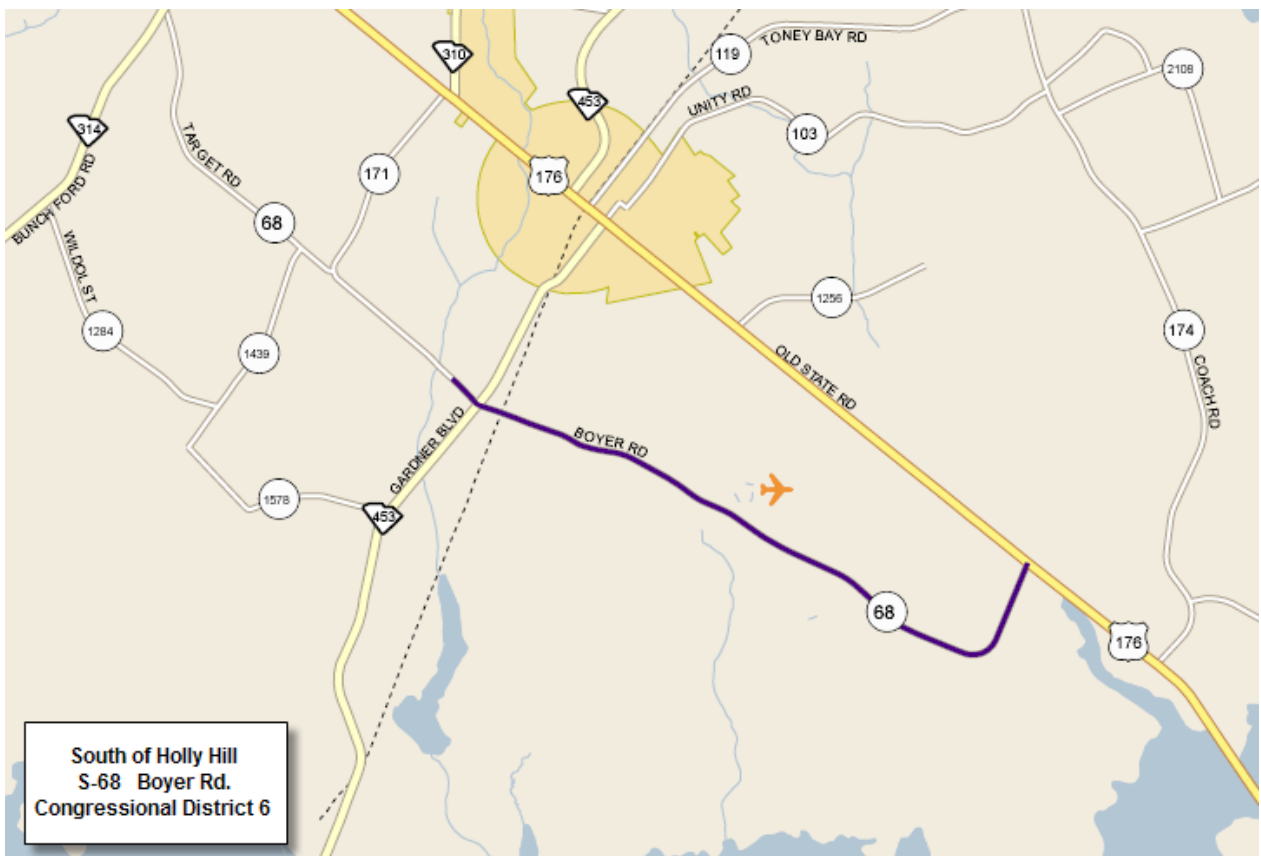 TONEY BAY RD
119
310
2108
453
UNITY RD
314
103
TARGET RD
171
176
BUNCH FORD RD
68
WILDOL ST
1256
1284
174
1439
OLD STATE RD
COACH RD
GARDNER BLVD
BOYER RD
1578
453
68
176
South of Holly Hill
S-68 Boyer Rd.
Congressional District 6